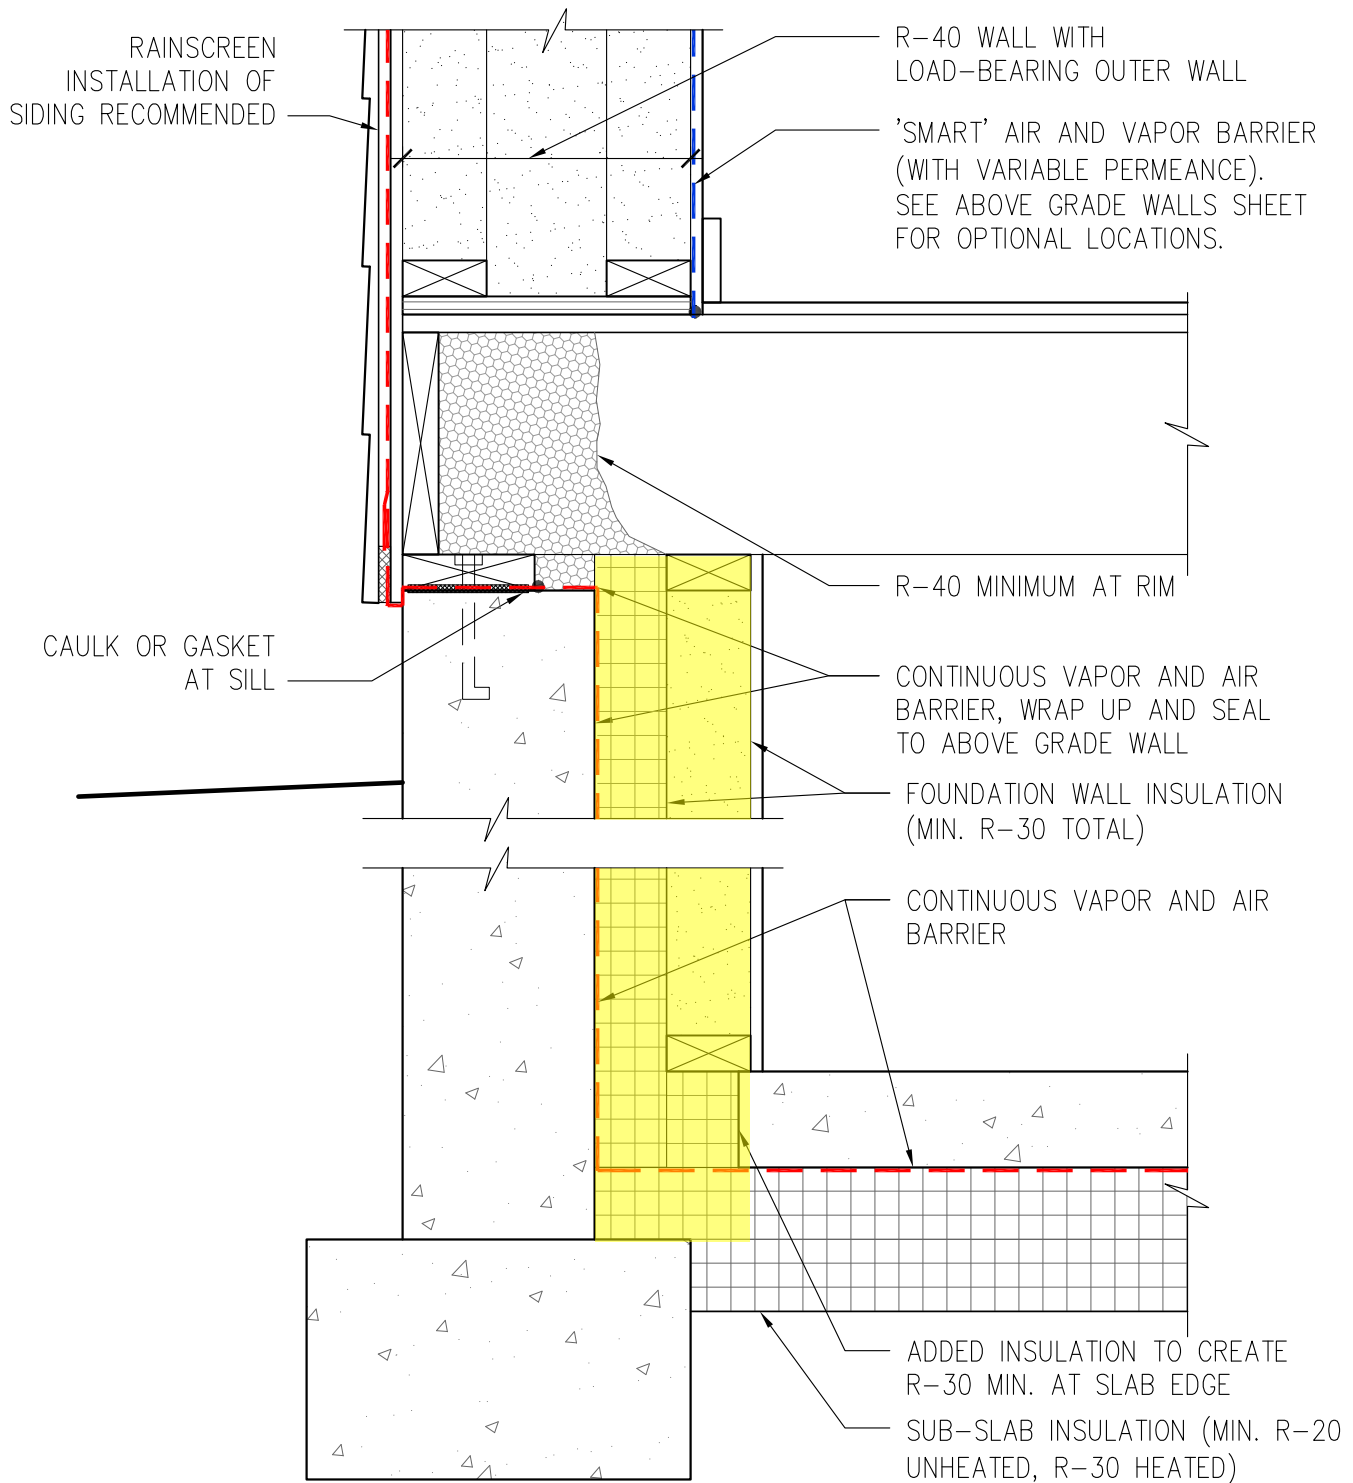 RAINSCREEN
INSTALLATION OF
SIDING RECOMMENDED
R-40 WALL WITH
LOAD-BEARING OUTER WALL
'SMART' AIR AND VAPOR BARRIER
(WITH VARIABLE PERMEANCE).
SEE ABOVE GRADE WALLS SHEET
FOR OPTIONAL LOCATIONS.
R-40 MINIMUM AT RIM
CAULK OR GASKET
AT SILL
CONTINUOUS VAPOR AND AIR
BARRIER, WRAP UP AND SEAL
TO ABOVE GRADE WALL
FOUNDATION WALL INSULATION
(MIN. R-30 TOTAL)
CONTINUOUS VAPOR AND AIR
BARRIER
ADDED INSULATION TO CREATE
R-30 MIN. AT SLAB EDGE
SUB-SLAB INSULATION (MIN. R-20
UNHEATED, R-30 HEATED)